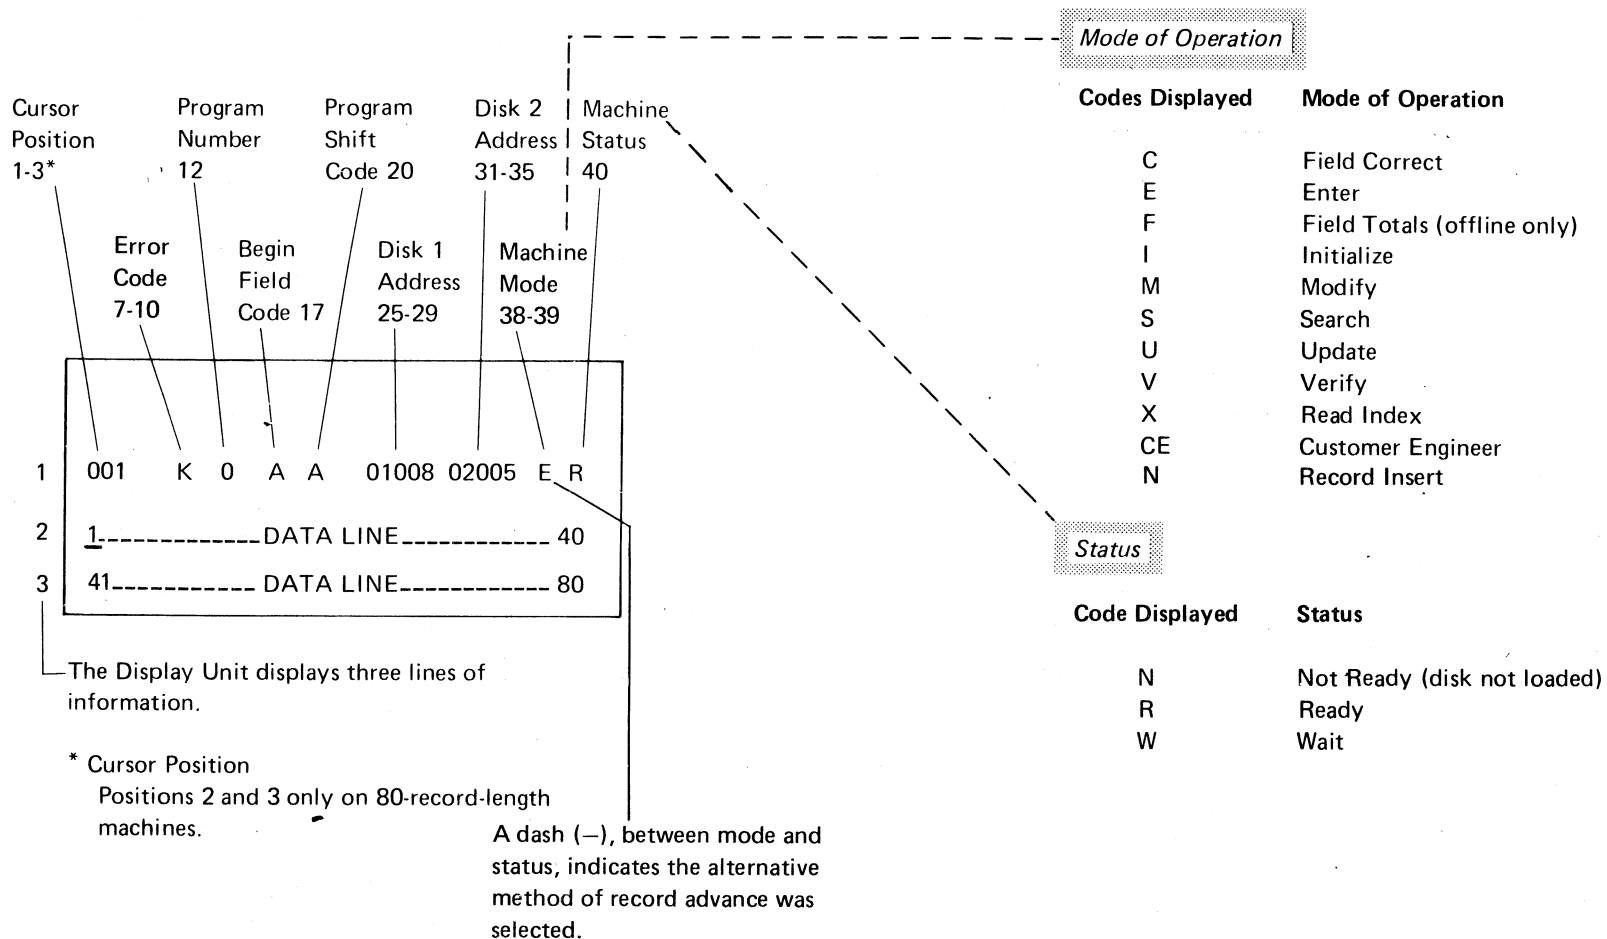 Mode of Operation
Codes Displayed Mode of Operation
C Field Correct
E Enter
F Field Totals (offline only)
I Initialize
M Modify
S Search
U Update
V Verify
X Read Index
CE Customer Engineer
N Record Insert
Cursor Position 1-3*
Program Number 12
Program Shift Code 20
Disk 2 Address 31-35
Machine Status 40
Error Code 7-10
Begin Field Code 17
Disk 1 Address 25-29
Machine Mode 38-39
1 001 K 0 A A 01008 02005 E R
2 1------------- DATA LINE ------------ 40
3 41------------ DATA LINE ------------- 80
The Display Unit displays three lines of
information.
* Cursor Position
Positions 2 and 3 only on 80-record-length
machines.
A dash (—), between mode and
status, indicates the alternative
method of record advance was
selected.
Status
Code Displayed Status
N Not Ready (disk not loaded)
R Ready
W Wait